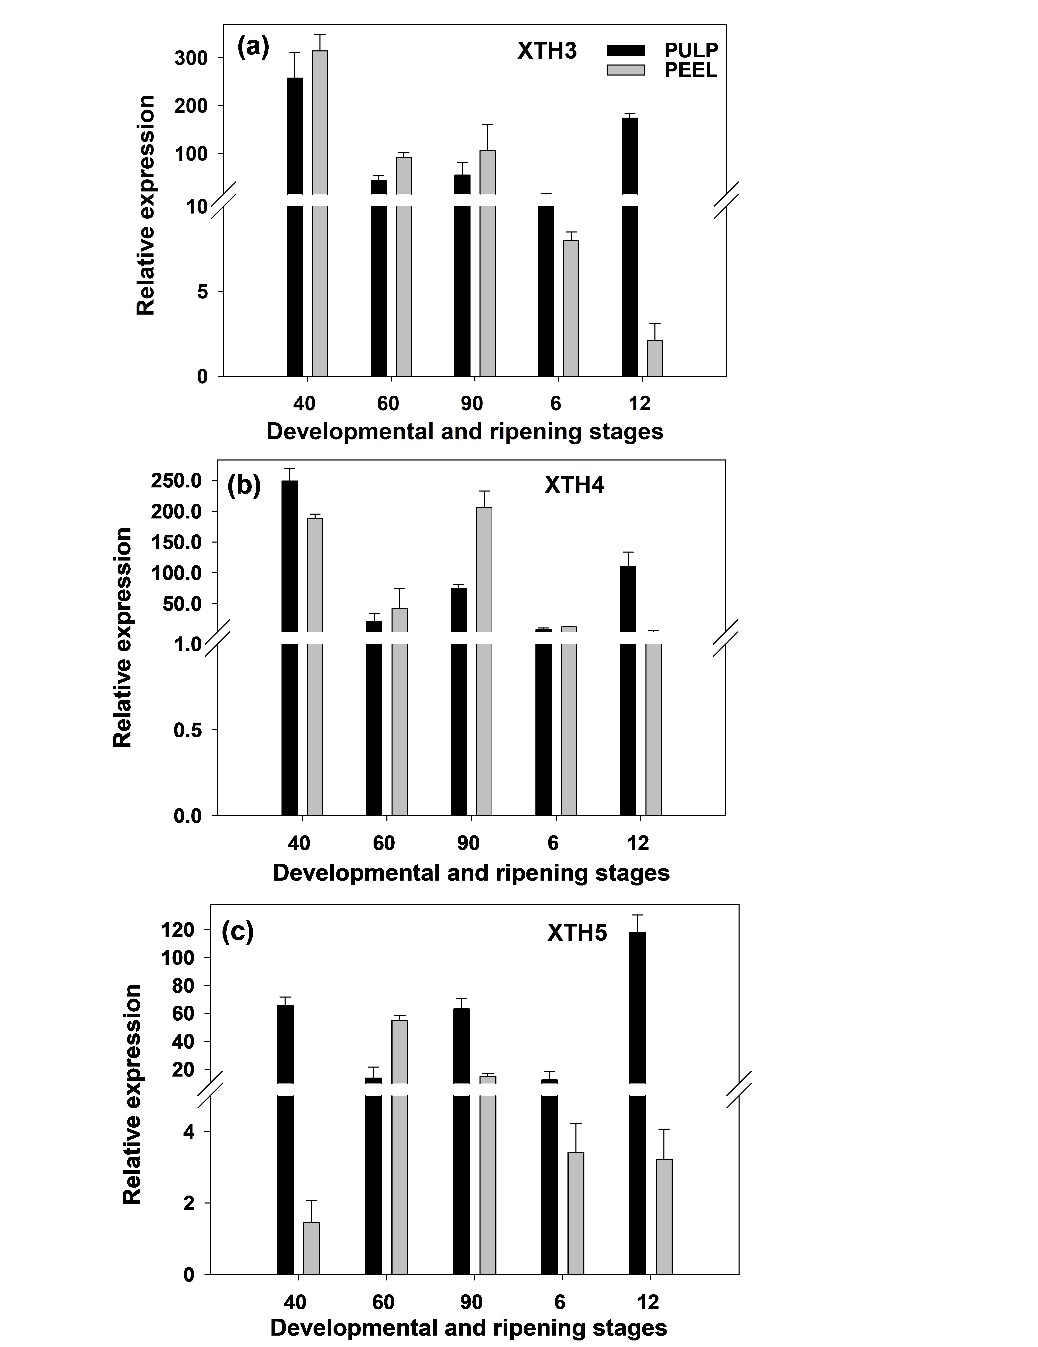 (a) XTH3 PULP
PEEL
300
200
100
10
5
0
Relative expression
40 60 90 6 12
Developmental and ripening stages
(b) XTH4
250.0
200.0
150.0
100.0
50.0
1.0
0.5
0.0
Relative expression
40 60 90 6 12
Developmental and ripening stages
(c) XTH5
120
100
80
60
40
20
4
2
0
Relative expression
40 60 90 6 12
Developmental and ripening stages